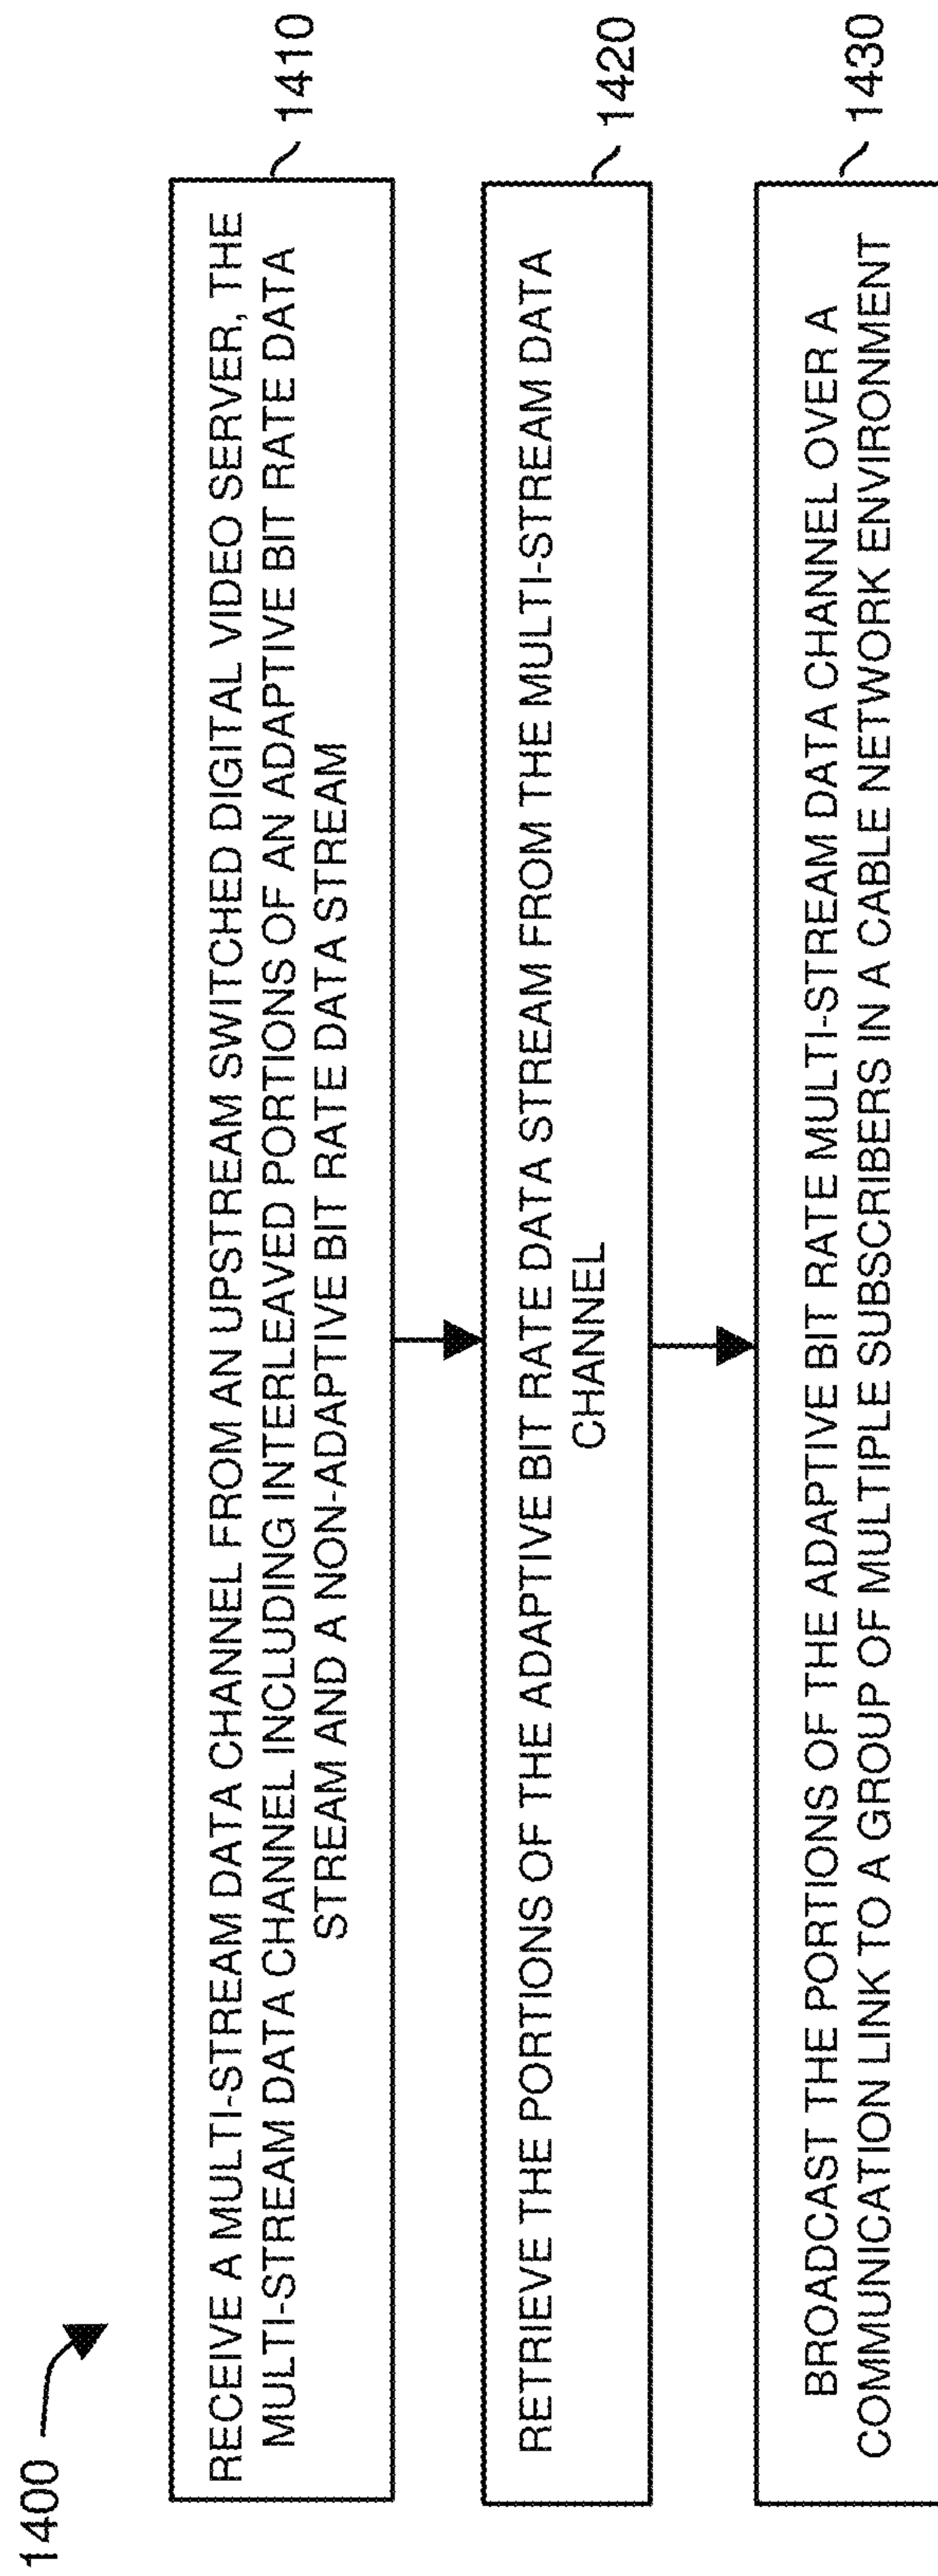 1400
RECEIVE A MULTI-STREAM DATA CHANNEL FROM AN UPSTREAM SWITCHED DIGITAL VIDEO SERVER, THE
MULTI-STREAM DATA CHANNEL INCLUDING INTERLEAVED PORTIONS OF AN ADAPTIVE BIT RATE DATA
STREAM AND A NON-ADAPTIVE BIT RATE DATA STREAM
1410
RETRIEVE THE PORTIONS OF THE ADAPTIVE BIT RATE DATA STREAM FROM THE MULTI-STREAM DATA
CHANNEL
1420
BROADCAST THE PORTIONS OF THE ADAPTIVE BIT RATE MULTI-STREAM DATA CHANNEL OVER A
COMMUNICATION LINK TO A GROUP OF MULTIPLE SUBSCRIBERS IN A CABLE NETWORK ENVIRONMENT
1430